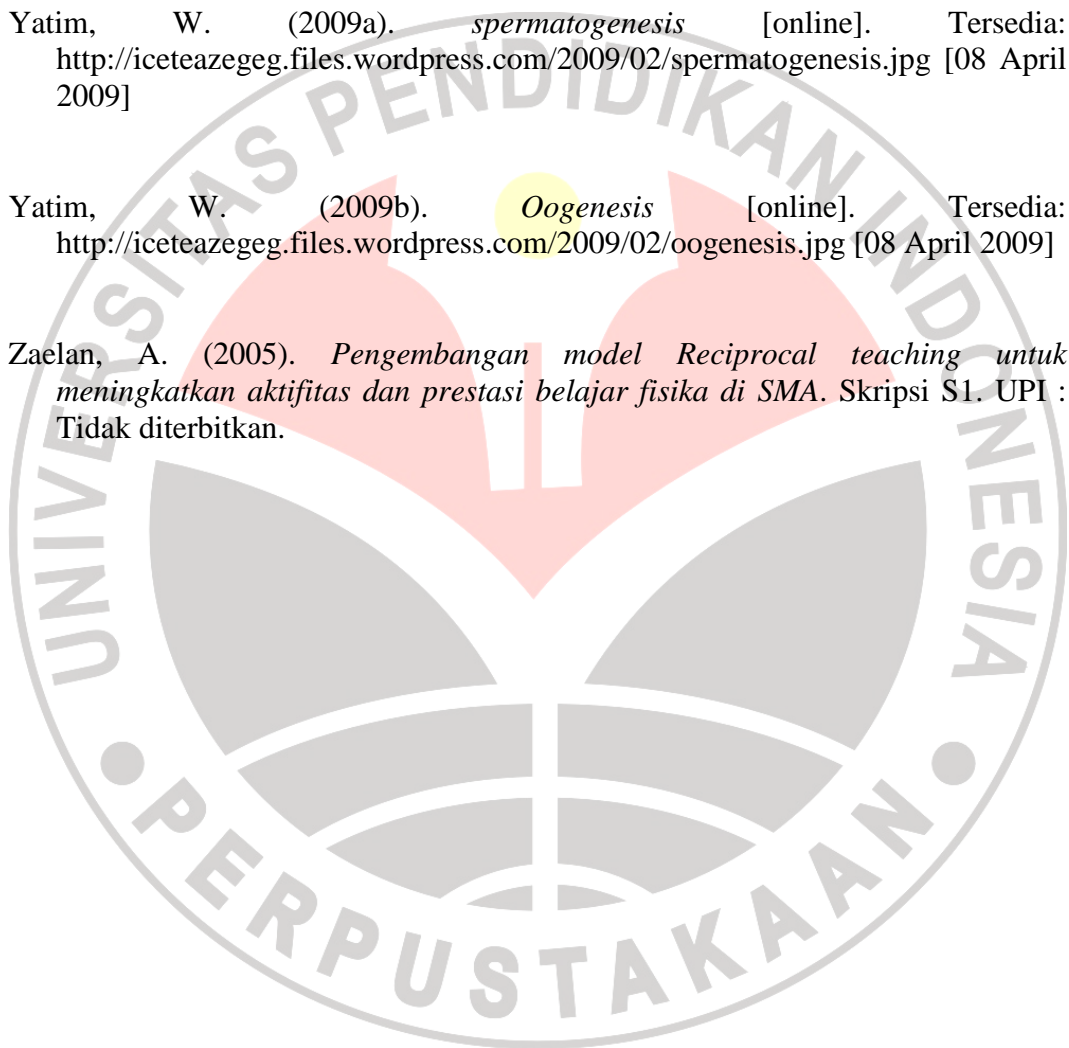 Yatim, W. (2009a). spermatogenesis [online]. Tersedia:
http://iceteazegeg.files.wordpress.com/2009/02/spermatogenesis.jpg [08 April
2009]
Yatim, W. (2009b). Oogenesis [online]. Tersedia:
http://iceteazegeg.files.wordpress.com/2009/02/oogenesis.jpg [08 April 2009]
Zaelan, A. (2005). Pengembangan model Reciprocal teaching untuk
meningkatkan aktifitas dan prestasi belajar fisika di SMA. Skripsi S1. UPI :
Tidak diterbitkan.
UNIVERSITAS PENDIDIKAN INDONESIA
PERPUSTAKAAN